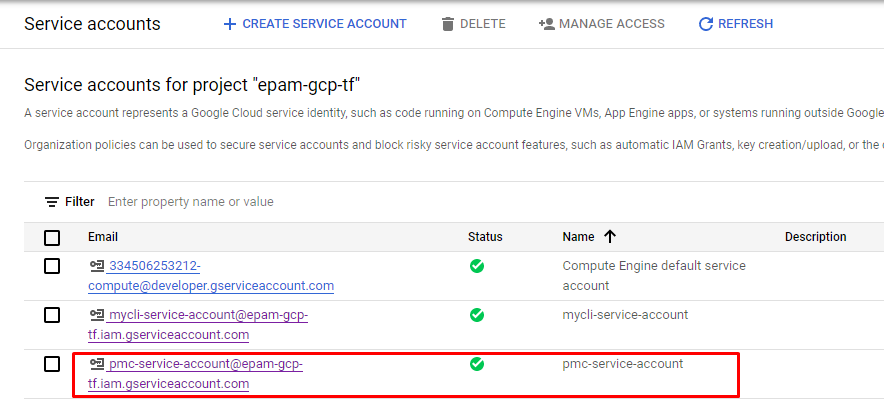 Service accounts
CREATE SERVICE ACCOUNT
DELETE
MANAGE ACCESS
REFRESH
Service accounts for project "epam-gcp-tf"
A service account represents a Google Cloud service identity, such as code running on Compute Engine VMs, App Engine apps, or systems running outside Google
Organization policies can be used to secure service accounts and block risky service account features, such as automatic IAM Grants, key creation/upload, or the
Filter Enter property name or value
Email Status Name Description
334506253212-
compute@developer.gserviceaccount.com
Compute Engine default service
account
mycli-service-account@epam-gcp-
tf.iam.gserviceaccount.com
mycli-service-account
pmc-service-account@epam-gcp-
tf.iam.gserviceaccount.com
pmc-service-account